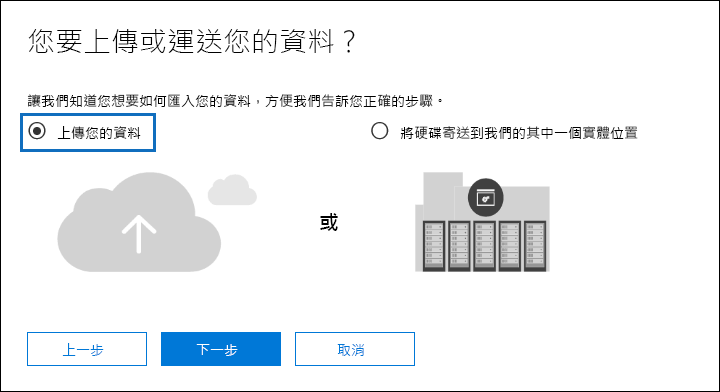 您要上傳或運送您的資料？
讓我們知道您想要如何匯入您的資料，方便我們告訴您正確的步驟。
上傳您的資料
將硬碟寄送到我們的其中一個實體位置
或
上一步
下一步
取消